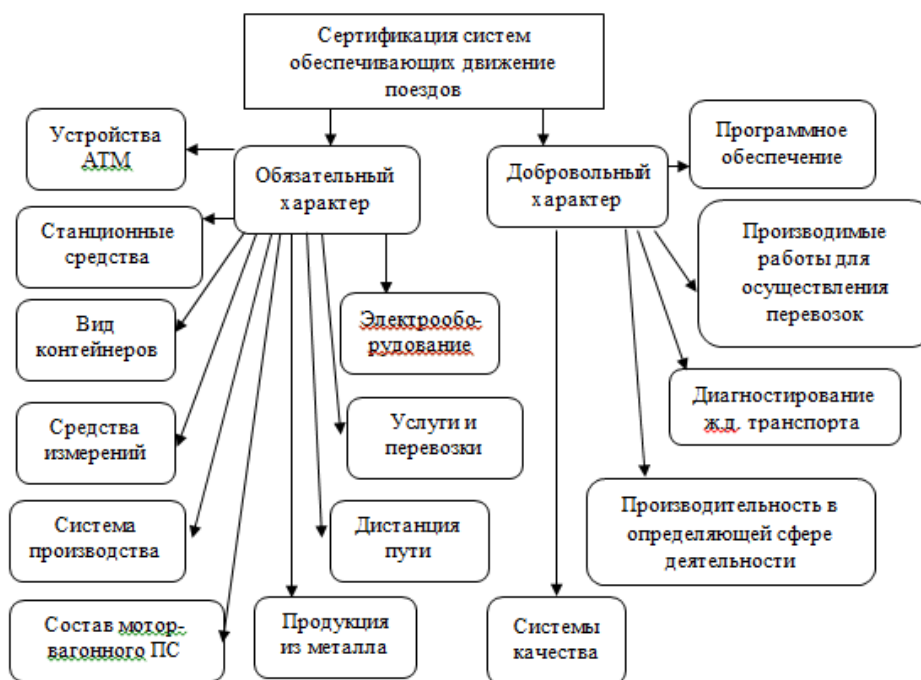 Сертификация систем
обеспечивающих движение
поездов
Устройства
АТМ
Обязательный
характер
Добровольный
характер
Программное
обеспечение
Станционные
средства
Производимые
работы для
осуществления
перевозок
Вид
контейнеров
Электрообо-
рудование
Диагностирование
ж.д. транспорта
Средства
измерений
Услуги и
перевозки
Система
производства
Дистанция
пути
Производительность в
определяющей сфере
деятельности
Состав мотор-
вагонного ПС
Продукция
из металла
Системы
качества